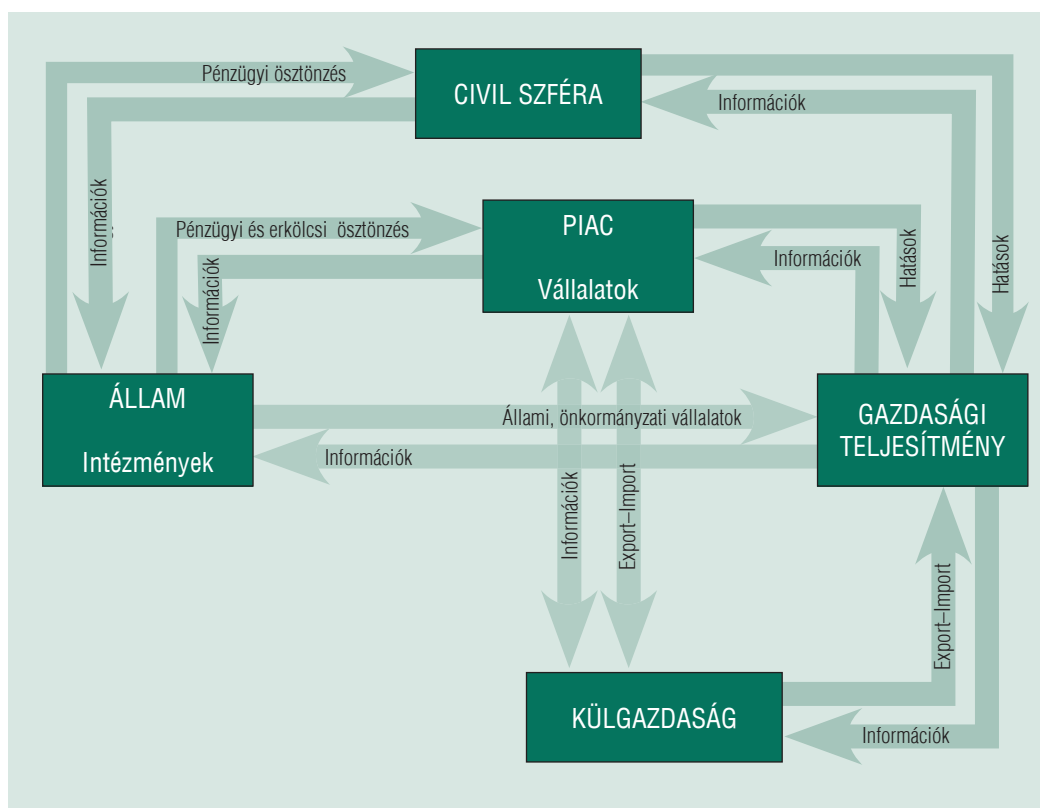 Pénzügyi ösztönzés
CIVIL SZFÉRA
Információk
Információk
Hatások
Pénzügyi és erkölcsi ösztönzés
PIAC
Vállalatok
Információk
Információk
Hatások
ÁLLAM
Intézmények
Állami, önkormányzati vállalatok
Információk
GAZDASÁGI
TELJESÍTMÉNY
Információk
Export–Import
Export–Import
KÜLGAZDASÁG
Információk